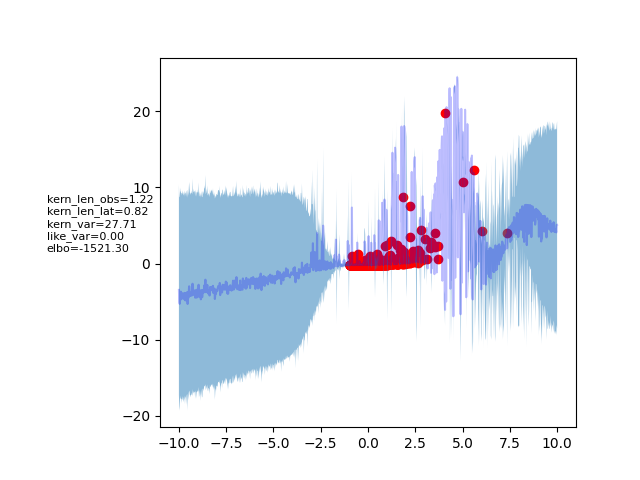 kern_len_obs=1.22
kern_len_lat=0.82
kern_var=27.71
like_var=0.00
elbo=-1521.30
20
10
0
−10
−20
−10.0 −7.5 −5.0 −2.5 0.0 2.5 5.0 7.5 10.0